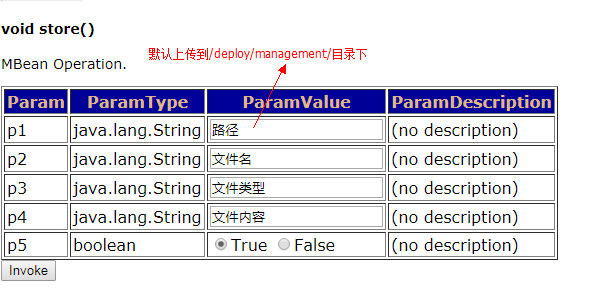 void store()
默认上传到/deploy/management/目录下
MBean Operation.
Param ParamType ParamValue ParamDescription
p1 java.lang.String 路径 (no description)
p2 java.lang.String 文件名 (no description)
p3 java.lang.String 文件类型 (no description)
p4 java.lang.String 文件内容 (no description)
p5 boolean True False (no description)
Invoke